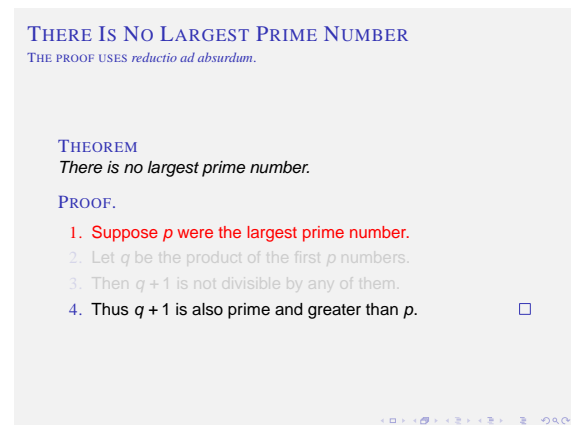 THERE IS NO LARGEST PRIME NUMBER
THE PROOF USES reductio ad absurdum.
THEOREM
There is no largest prime number.
PROOF.
1. Suppose p were the largest prime number.
2. Let q be the product of the first p numbers.
3. Then q + 1 is not divisible by any of them.
4. Thus q + 1 is also prime and greater than p.